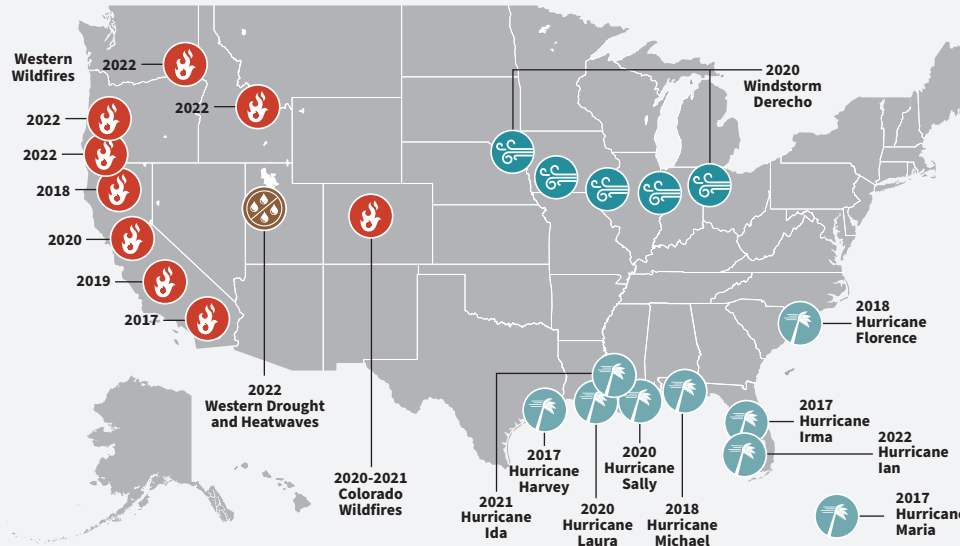 Western
Wildfires
2022
2022
2022
2022
2018
2020
2019
2017
2020
Windstorm
Derecho
2022
Western Drought
and Heatwaves
2020-2021
Colorado
Wildfires
2021
Hurricane
Ida
2017
Hurricane
Harvey
2020
Hurricane
Laura
2020
Hurricane
Sally
2018
Hurricane
Michael
2018
Hurricane
Florence
2017
Hurricane
Irma
2022
Hurricane
Ian
2017
Hurricane
Maria